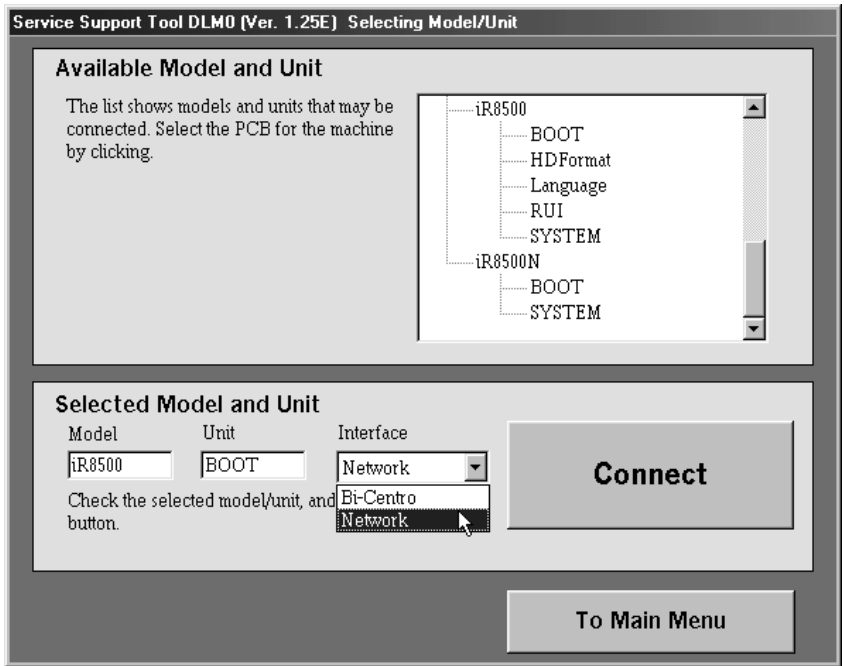 Service Support Tool DLM0 (Ver. 1.25E) Selecting Model/Unit
Available Model and Unit
The list shows models and units that may be
connected. Select the PCB for the machine
by clicking.
iR8500
BOOT
HDFormat
Language
RUI
SYSTEM
iR8500N
BOOT
SYSTEM
Selected Model and Unit
Model Unit Interface
iR8500 BOOT Network
Check the selected model/unit, and
button.
Bi-Centro
Network
Connect
To Main Menu